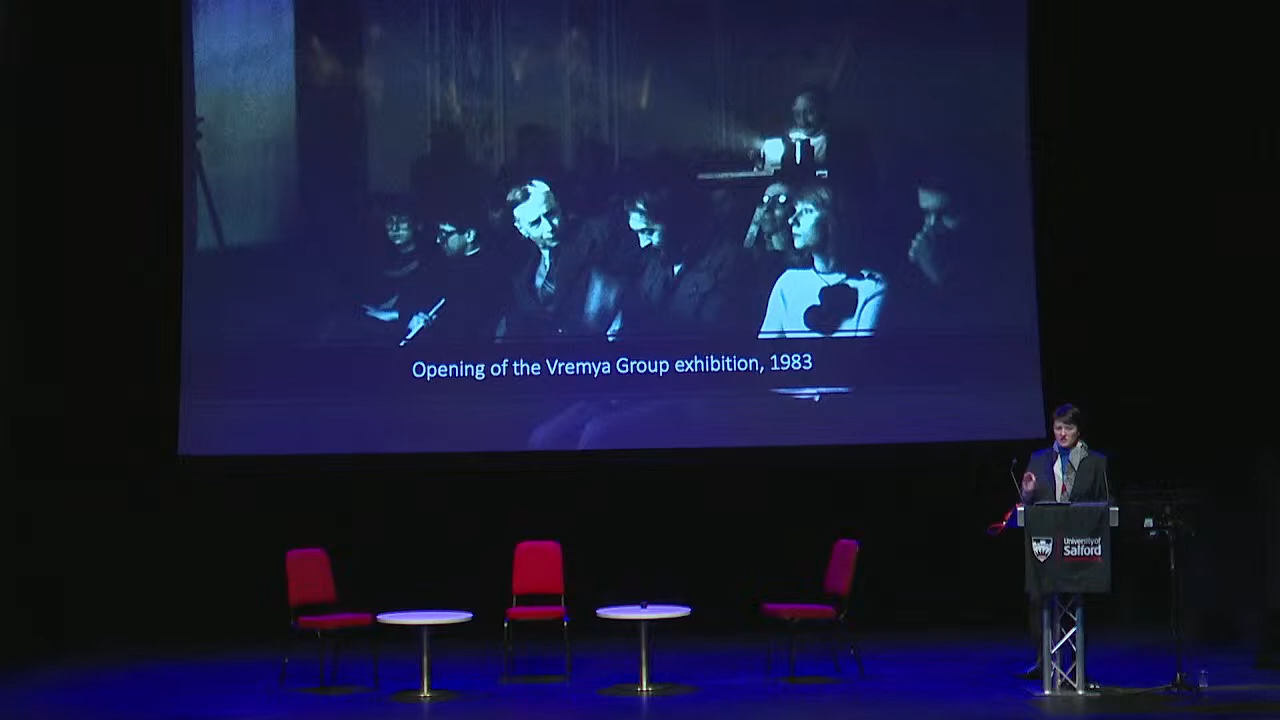 Opening of the Vremya Group exhibition, 1983
University of
Salford